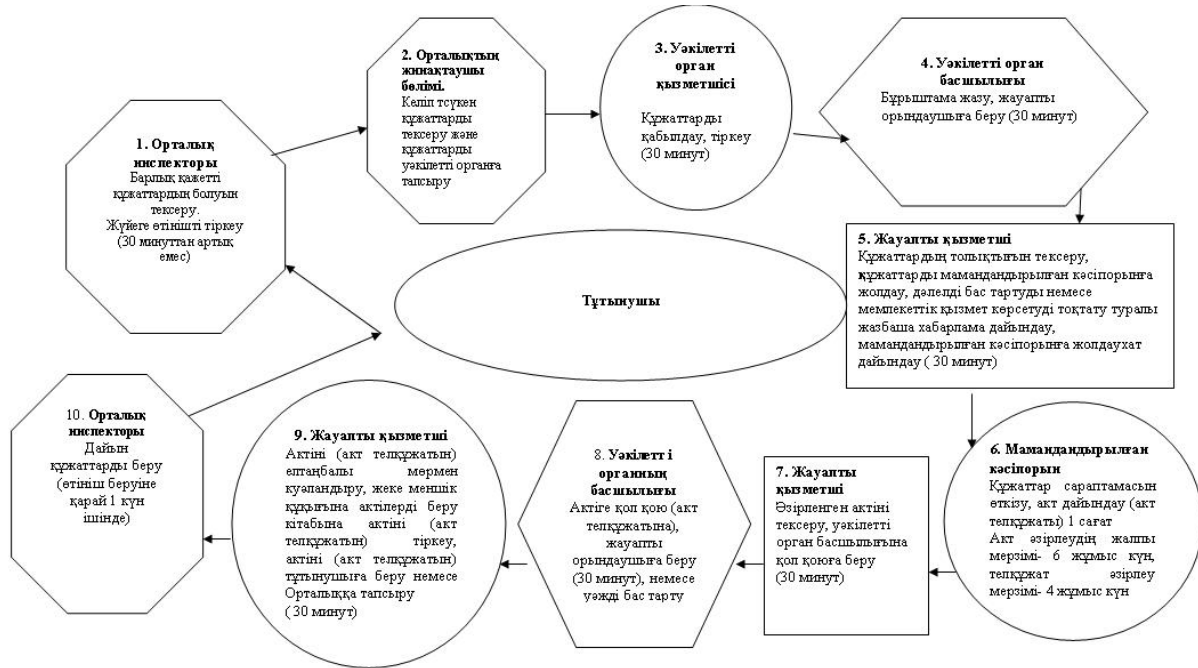 1. Орталық
инспекторы
Барлық қажетті
құжаттардың болуын
тексеру.
Жүйеге өтінішті тіркеу
(30 минуттан артық
емес)
2. Орталықтың
жинақтаушы
бөлімі.
Келіп тсүкен
құжаттарды
тексеру және
құжаттарды
уәкілетті органға
тапсыру
3. Уәкілетті
орган
қызметшісі
Құжаттарды
қабылдау, тіркеу
(30 минут)
4. Уәкілетті орган
басшылығы
Бұрыштама жазу, жауапты
орындаушыға беру (30 минут)
5. Жауапты қызметші
Құжаттардың толықтығын тексеру,
құжаттарды мамандандырылған кәсіпорынға
жолдау, дәлелді бас тартуды немесе
мемлекеттік қызмет көрсетуді тоқтату туралы
жазбаша хабарлама дайындау,
мамандандырылған кәсіпорынға жолдаухат
дайындау ( 30 минут)
Тұтынушы
6. Мамандандырылған
кәсіпорын
Құжаттар сараптамасын
өткізу, акт дайындау (акт
телқұжаты) 1 сағат
Акт әзірлеудің жалпы
мерзімі- 6 жұмыс күн,
телқұжат әзірлеу
мерзімі- 4 жұмыс күн
7. Жауапты
қызметші
Әзірленген актіні
тексеру, уәкілетті
орган басшылығына
қол қоюға беру
(30 минут)
8. Уәкілетт і
органның
басшылығы
Актіге қол қою (акт
телқұжатына),
жауапты
орындаушыға беру
(30 минут), немесе
уәжді бас тарту
9. Жауапты қызметші
Актіні (акт телқұжатын)
елтаңбалы мөрмен
куәландыру, жеке меншік
құқығына актілерді беру
кітабына актіні (акт
телқұжатын) тіркеу,
актіні (акт телқұжатын)
тұтынушыға беру немесе
Орталыққа тапсыру
( 30 минут)
10. Орталық
инспекторы
Дайын
құжаттарды беру
(өтініш беруіне
қарай 1 күн
ішінде)